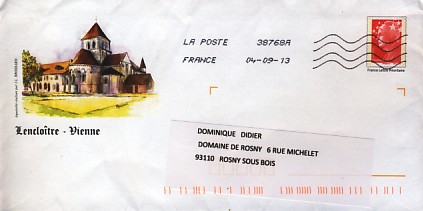 LA POSTE 38768A
FRANCE 04-09-13
France Lettre Prioritaire
Lencloître - Vienne
DOMINIQUE DIDIER
DOMAINE DE ROSNY 6 RUE MICHELET
93110 ROSNY SOUS BOIS